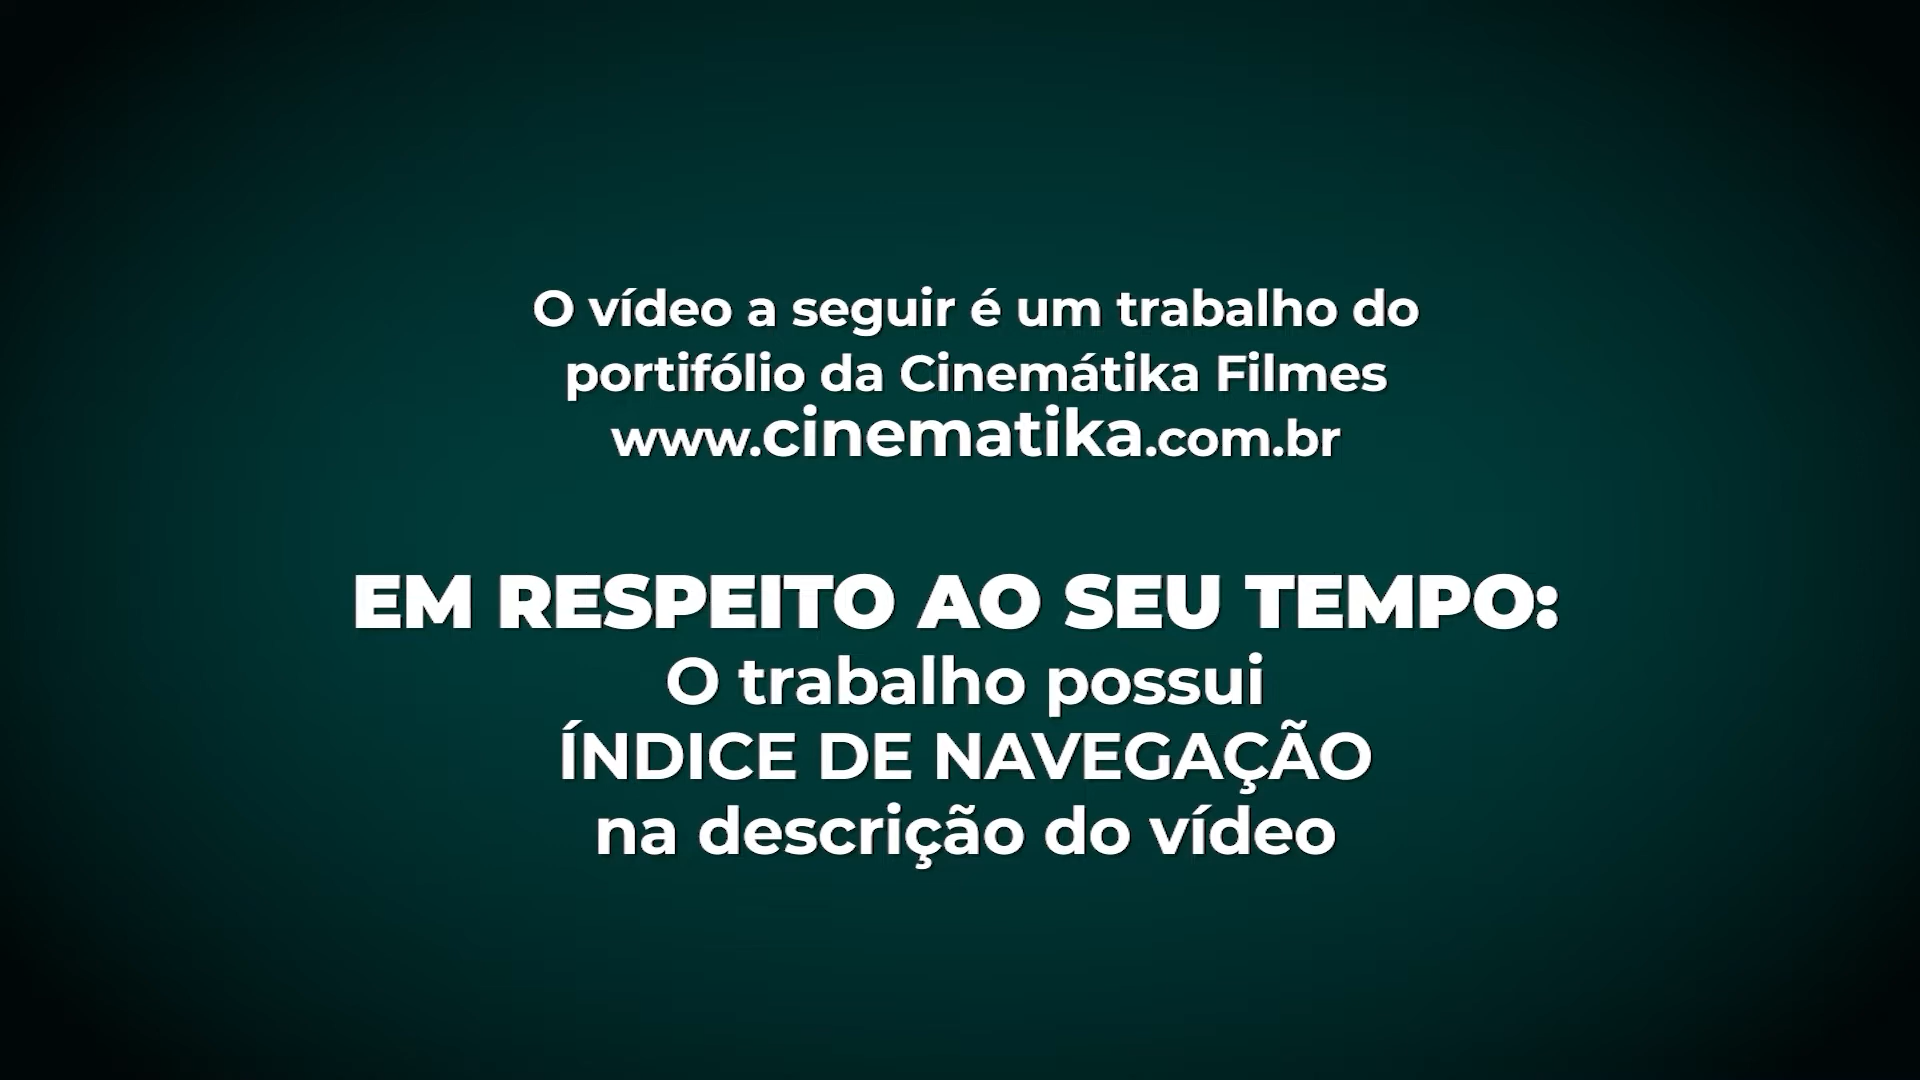 O vídeo a seguir é um trabalho do
portifólio da Cinemátika Filmes
www.cinematika.com.br
EM RESPEITO AO SEU TEMPO:
O trabalho possui
ÍNDICE DE NAVEGAÇÃO
na descrição do vídeo